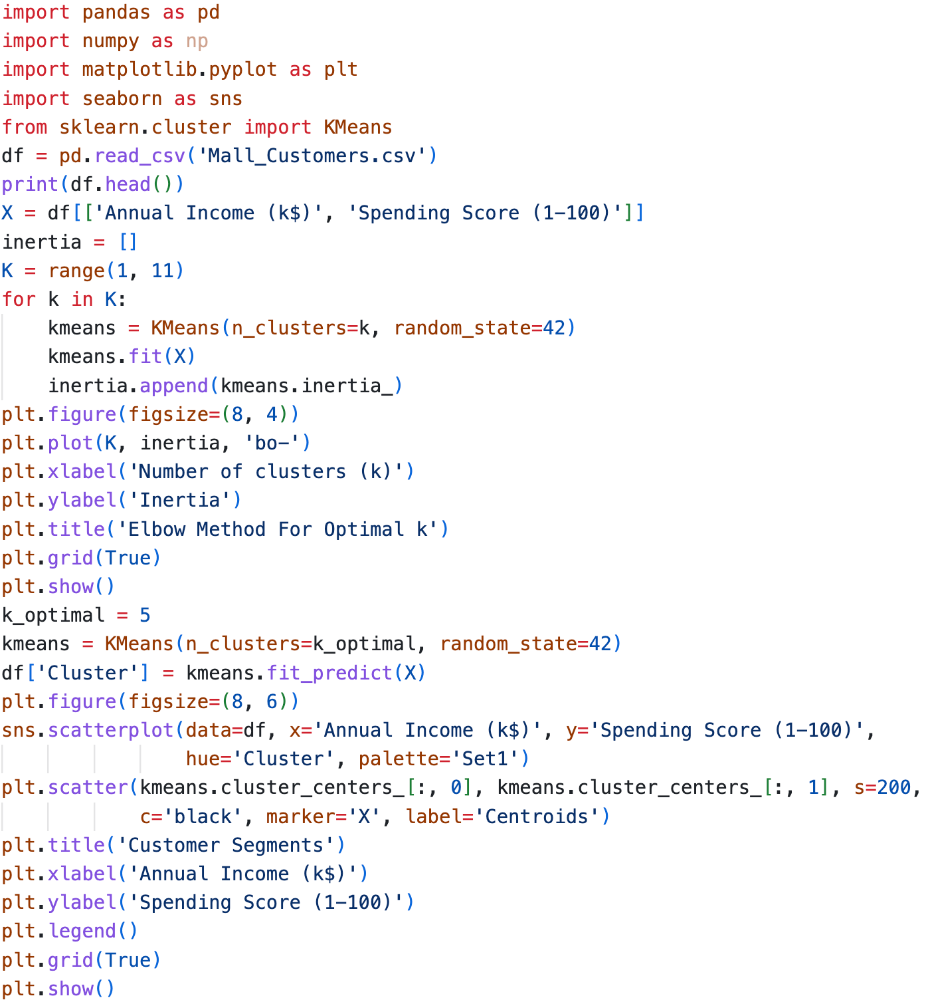 import pandas as pd
import numpy as np
import matplotlib.pyplot as plt
import seaborn as sns
from sklearn.cluster import KMeans
df = pd.read_csv('Mall_Customers.csv')
print(df.head())
X = df[['Annual Income (k$)', 'Spending Score (1-100)']]
inertia = []
K = range(1, 11)
for k in K:
    kmeans = KMeans(n_clusters=k, random_state=42)
    kmeans.fit(X)
    inertia.append(kmeans.inertia_)
plt.figure(figsize=(8, 4))
plt.plot(K, inertia, 'bo-')
plt.xlabel('Number of clusters (k)')
plt.ylabel('Inertia')
plt.title('Elbow Method For Optimal k')
plt.grid(True)
plt.show()
k_optimal = 5
kmeans = KMeans(n_clusters=k_optimal, random_state=42)
df['Cluster'] = kmeans.fit_predict(X)
plt.figure(figsize=(8, 6))
sns.scatterplot(data=df, x='Annual Income (k$)', y='Spending Score (1-100)',
                hue='Cluster', palette='Set1')
plt.scatter(kmeans.cluster_centers_[:, 0], kmeans.cluster_centers_[:, 1], s=200,
            c='black', marker='X', label='Centroids')
plt.title('Customer Segments')
plt.xlabel('Annual Income (k$)')
plt.ylabel('Spending Score (1-100)')
plt.legend()
plt.grid(True)
plt.show()